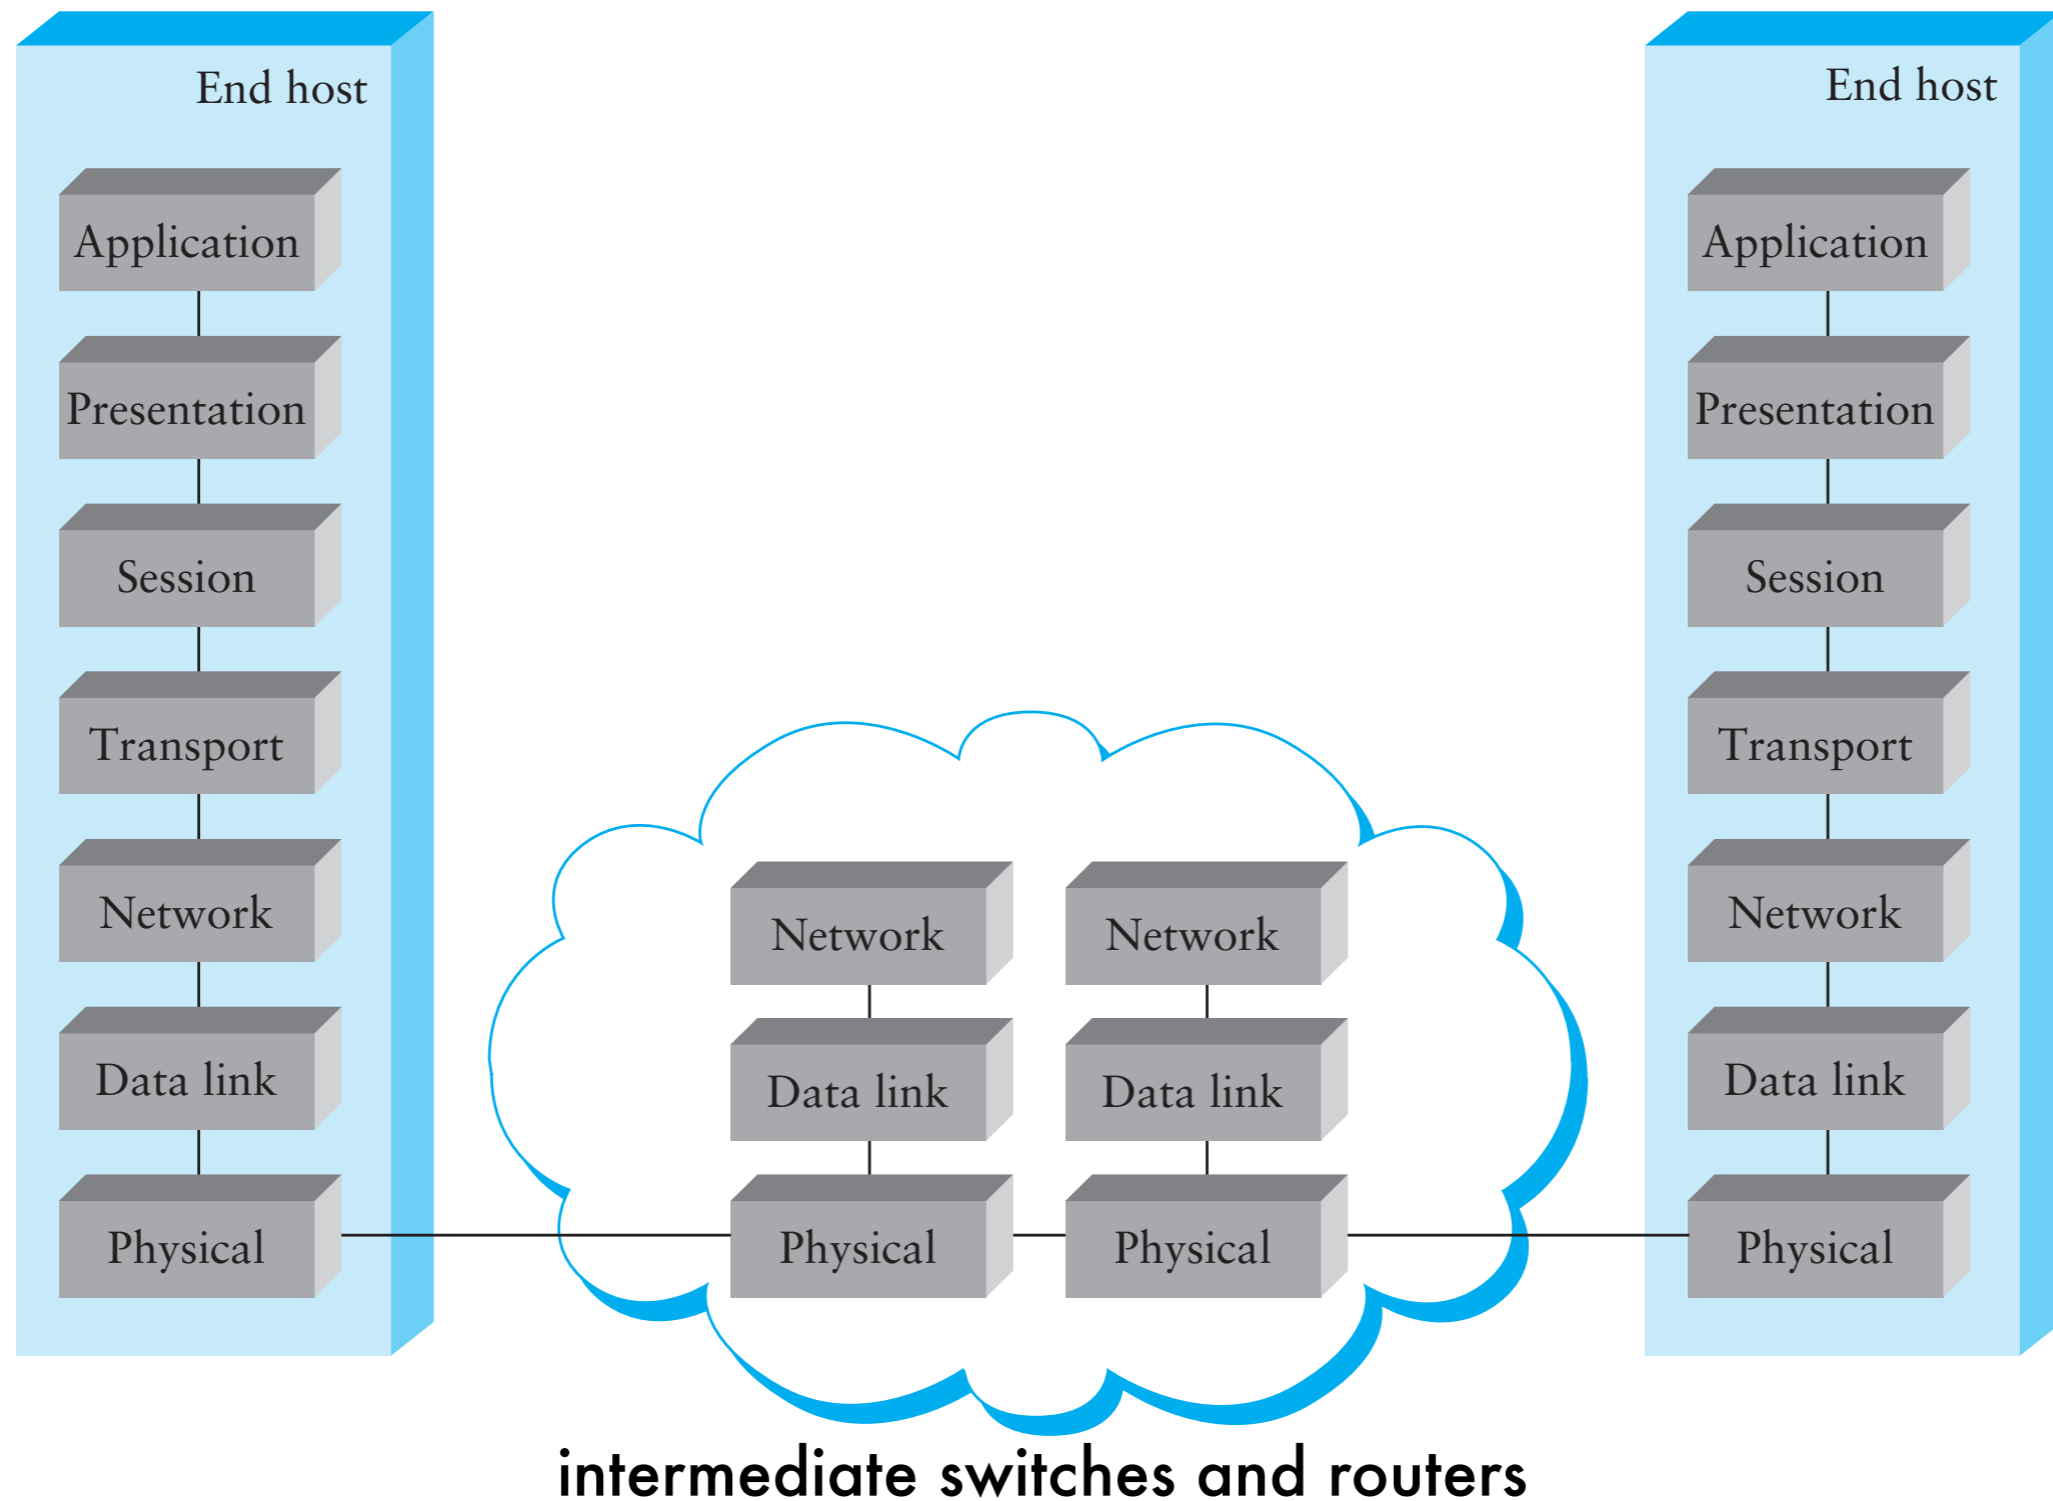 End host
Application
Presentation
Session
Transport
Network
Data link
Physical
Network
Data link
Physical
Network
Data link
Physical
End host
Application
Presentation
Session
Transport
Network
Data link
Physical
intermediate switches and routers